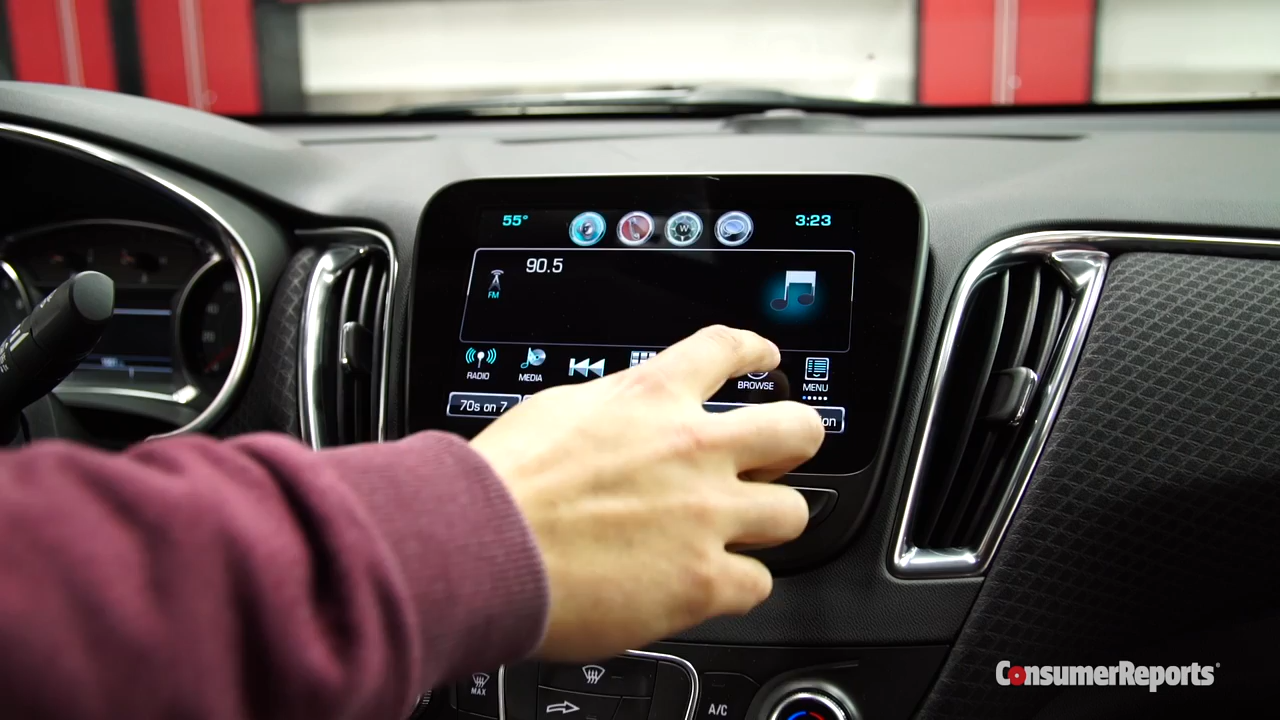 55° 3:23
90.5
FM
RADIO MEDIA BROWSE MENU
70s on 7
MAX
A/C
ConsumerReports